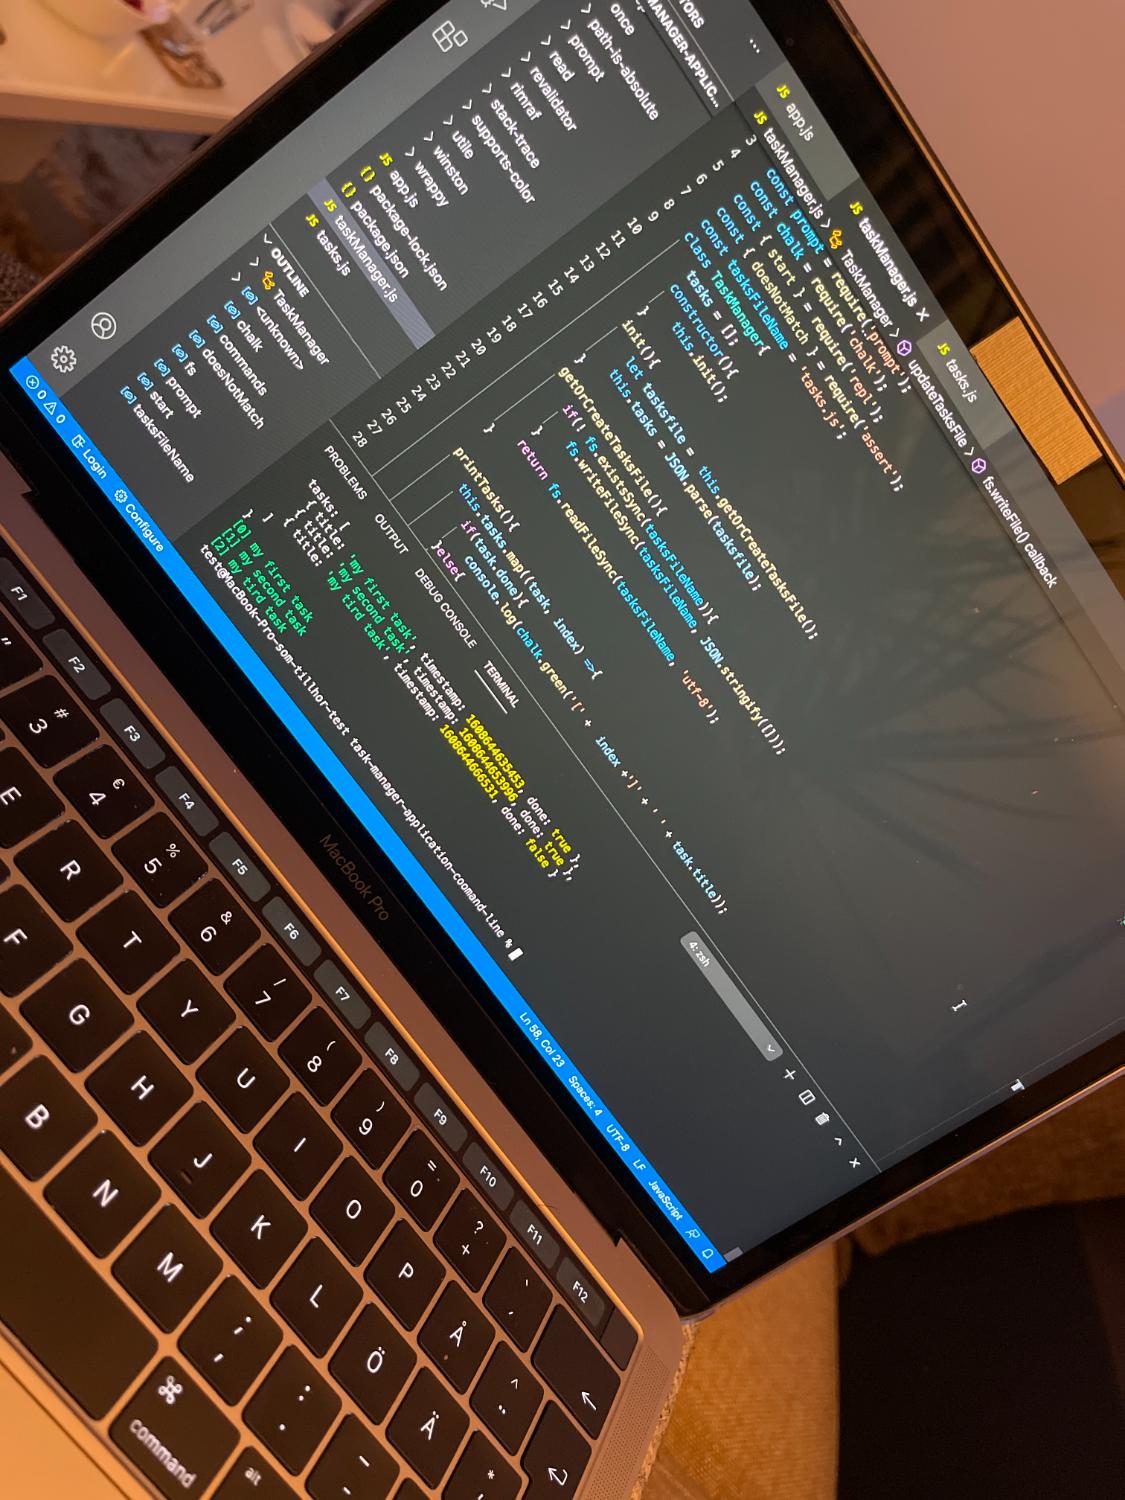 TORS
MANAGER-APPLIC...
once
path-is-absolute
prompt
read
revalidator
rimraf
stack-trace
supports-color
utile
winston
wrappy
JS app.js
{} package-lock.json
{} package.json
JS taskManager.js
JS tasks.js
OUTLINE
TaskManager
<unknown>
chalk
commands
doesNotMatch
fs
prompt
start
tasksFileName
JS app.js
JS taskManager.js
JS tasks.js
JS taskManager.js > TaskManager > updateTasksFile > fs.writeFile() callback
3 const prompt = require('prompt');
4 const chalk = require('chalk');
5 const { start } = require('repl');
6 const { doesNotMatch } = require('assert');
7 const tasksFileName = 'tasks.js';
8 class TaskManager{
9 tasks = [];
10 constructor(){
11 this.init();
12 }
13 init(){
14 let tasksfile = this.getOrCreateTasksFile();
15 this.tasks = JSON.parse(tasksfile);
16 }
17 getOrCreateTasksFile(){
18 if(! fs.existsSync(tasksFileName)){
19 fs.writeFileSync(tasksFileName, JSON.stringify([]));
20 }
21 return fs.readFileSync(tasksFileName, 'utf-8');
22 }
23
24 printTasks(){
25 this.tasks.map((task, index) =>{
26 if(task.done){
27 console.log(chalk.green('[' + index +']' + ' ' + task.title));
28 }else{
PROBLEMS
OUTPUT
DEBUG CONSOLE
TERMINAL
4: zsh
tasks: [
{ title: 'my first task', timestamp: 1608644635453, done: true },
{ title: 'my second task', timestamp: 1608644653996, done: true },
{ title: 'my tird task', timestamp: 1608644666531, done: false }
]
}
[0] my first task
[1] my second task
[2] my tird task
test@MacBook-Pro-som-tillhor-test task-manager-application-coomand-line %
0 0 Login Configure
Ln 58, Col 23 Spaces: 4 UTF-8 LF JavaScript
MacBook Pro
F1 F2 F3 F4 F5 F6 F7 F8 F9 F10 F11 F12
" # € % & / ( ) = ? `
3 4 5 6 7 8 9 0 + ´
E R T Y U I O P Å ^ ¨
F G H J K L Ö Ä * '
B N M ; , : . -
⌘ command alt